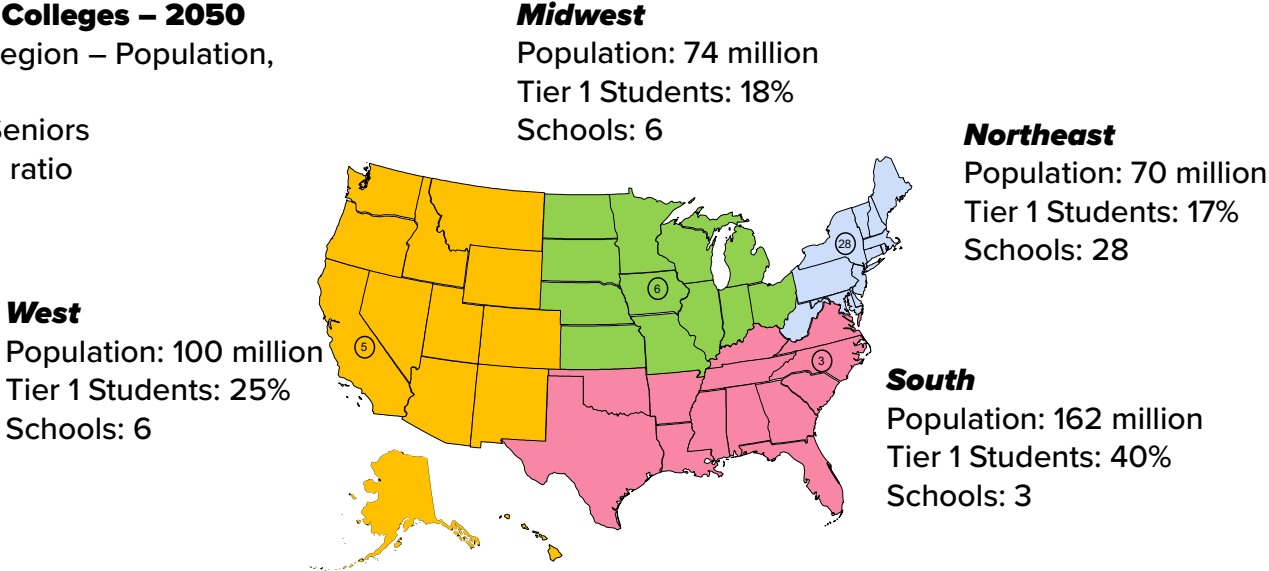 Colleges – 2050
egion – Population,
Seniors
ratio
Midwest
Population: 74 million
Tier 1 Students: 18%
Schools: 6
Northeast
Population: 70 million
Tier 1 Students: 17%
Schools: 28
West
Population: 100 million
Tier 1 Students: 25%
Schools: 6
South
Population: 162 million
Tier 1 Students: 40%
Schools: 3
28
6
5
3